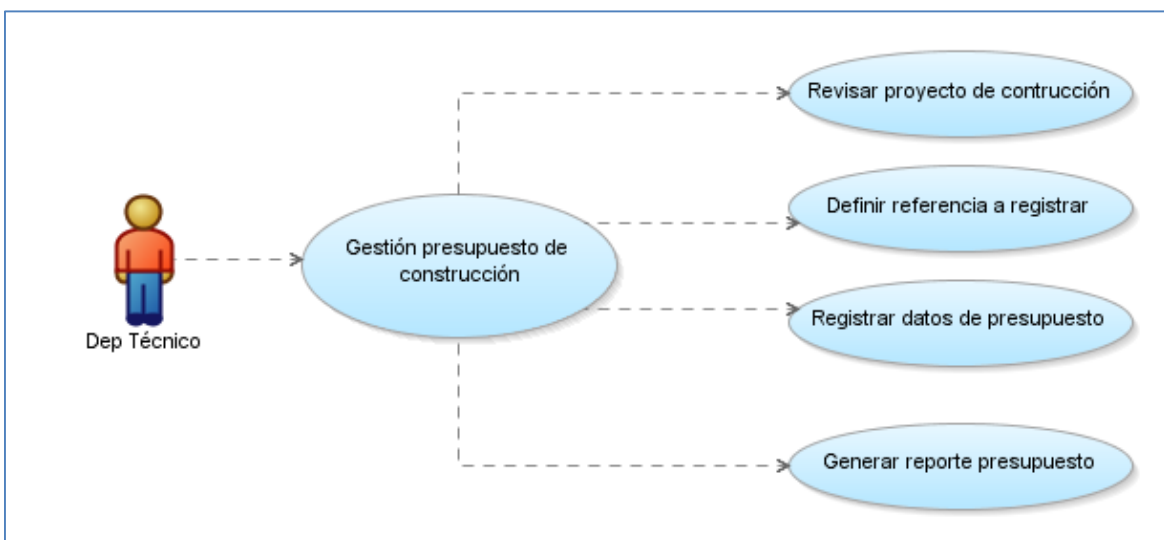 Revisar proyecto de contrucción
Definir referencia a registrar
Gestión presupuesto de
construcción
Registrar datos de presupuesto
Dep Técnico
Generar reporte presupuesto